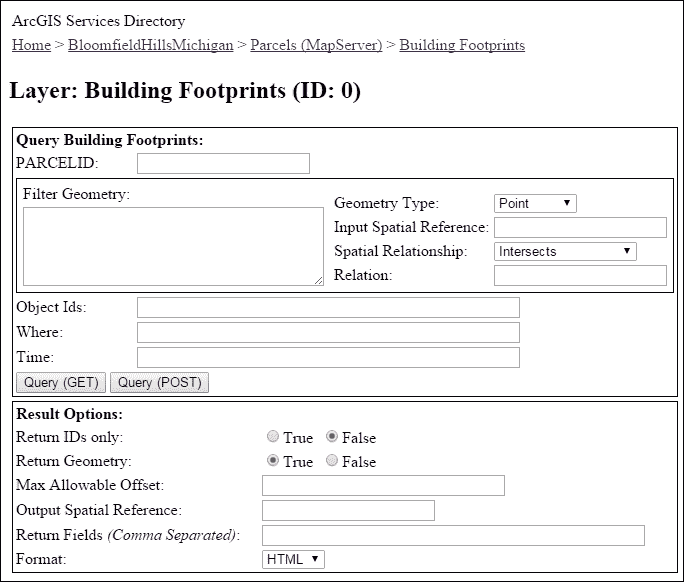 ArcGIS Services Directory
Home > BloomfieldHillsMichigan > Parcels (MapServer) > Building Footprints
Layer: Building Footprints (ID: 0)
Query Building Footprints:
PARCELID:
Filter Geometry:
Geometry Type: Point
Input Spatial Reference:
Spatial Relationship: Intersects
Relation:
Object Ids:
Where:
Time:
Query (GET) Query (POST)
Result Options:
Return IDs only: True False
Return Geometry: True False
Max Allowable Offset:
Output Spatial Reference:
Return Fields (Comma Separated):
Format: HTML